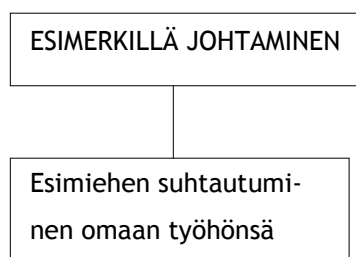 ESIMERKILLÄ JOHTAMINEN
Esimiehen suhtautumi-
nen omaan työhönsä